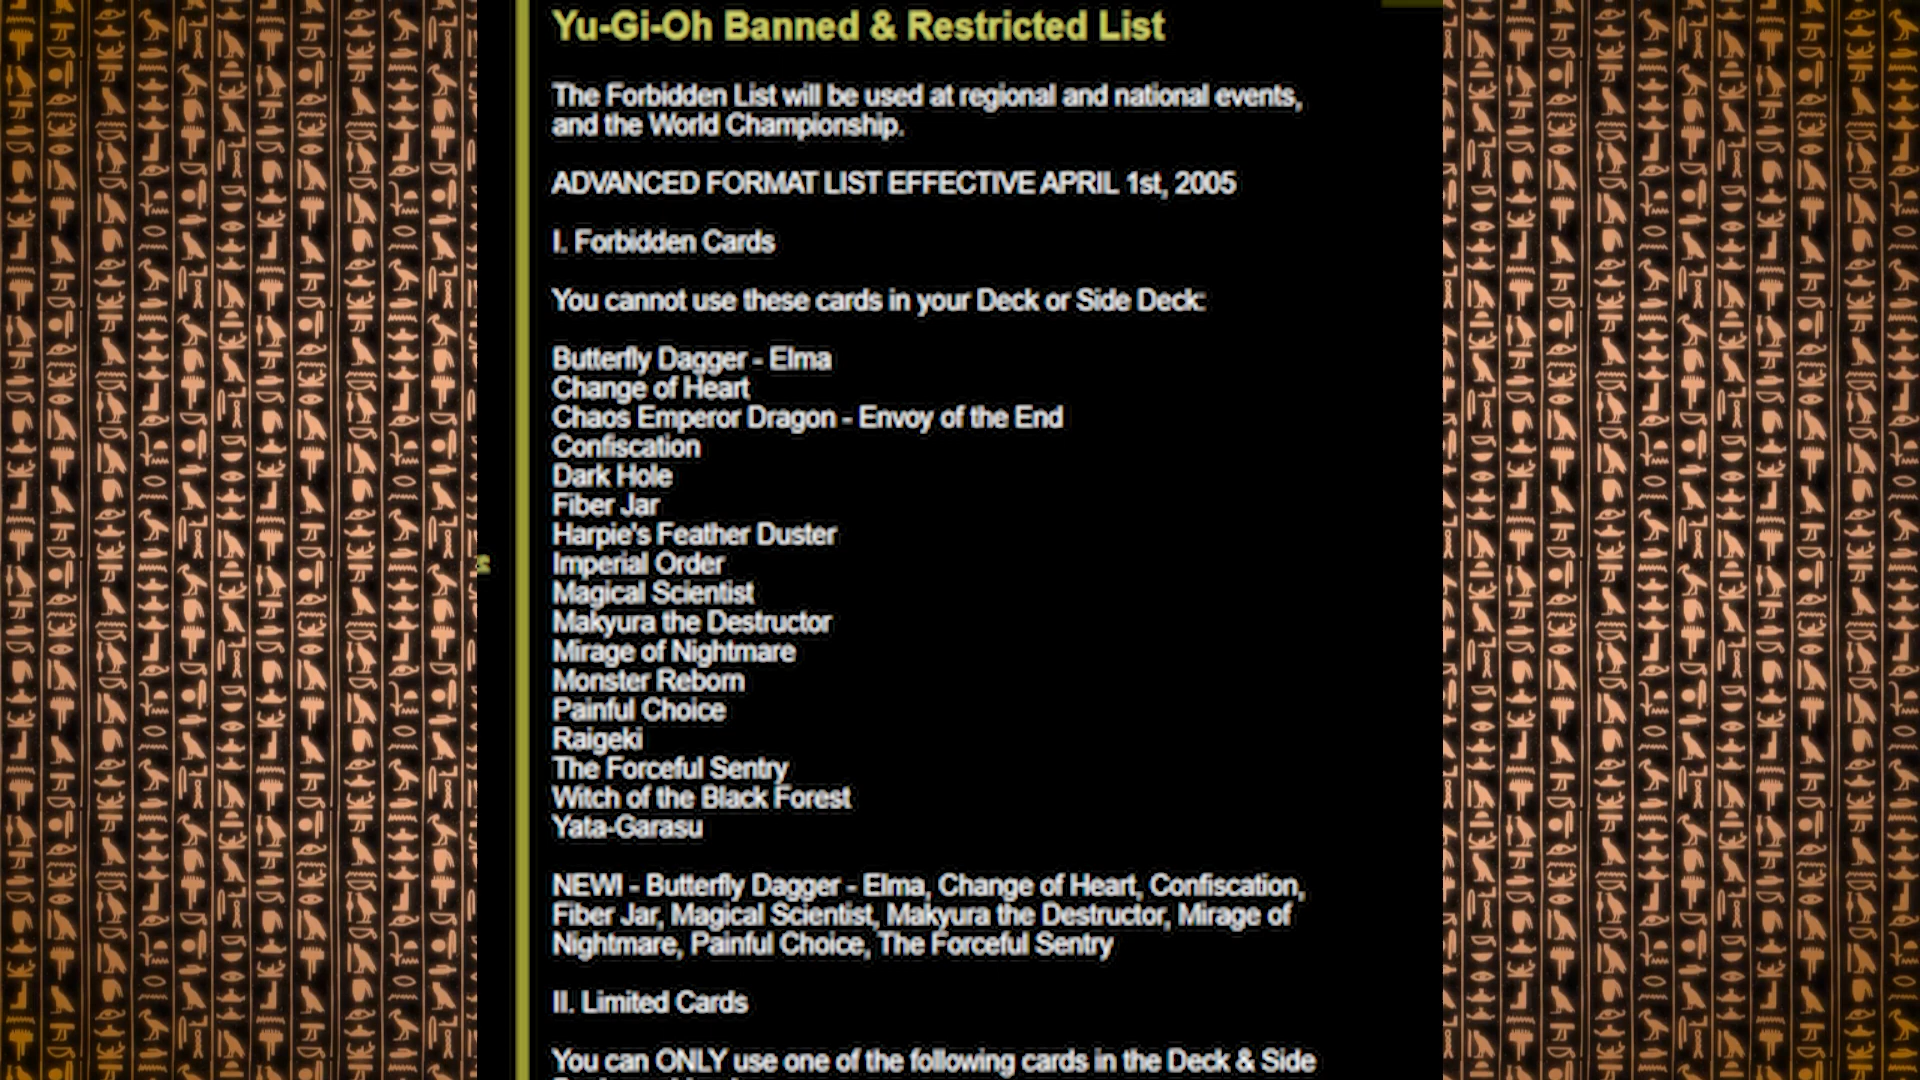 Yu-Gi-Oh Banned & Restricted List
The Forbidden List will be used at regional and national events,
and the World Championship.
ADVANCED FORMAT LIST EFFECTIVE APRIL 1st, 2005
I. Forbidden Cards
You cannot use these cards in your Deck or Side Deck:
Butterfly Dagger - Elma
Change of Heart
Chaos Emperor Dragon - Envoy of the End
Confiscation
Dark Hole
Fiber Jar
Harpie's Feather Duster
Imperial Order
Magical Scientist
Makyura the Destructor
Mirage of Nightmare
Monster Reborn
Painful Choice
Raigeki
The Forceful Sentry
Witch of the Black Forest
Yata-Garasu
NEW! - Butterfly Dagger - Elma, Change of Heart, Confiscation,
Fiber Jar, Magical Scientist, Makyura the Destructor, Mirage of
Nightmare, Painful Choice, The Forceful Sentry
II. Limited Cards
You can ONLY use one of the following cards in the Deck & Side